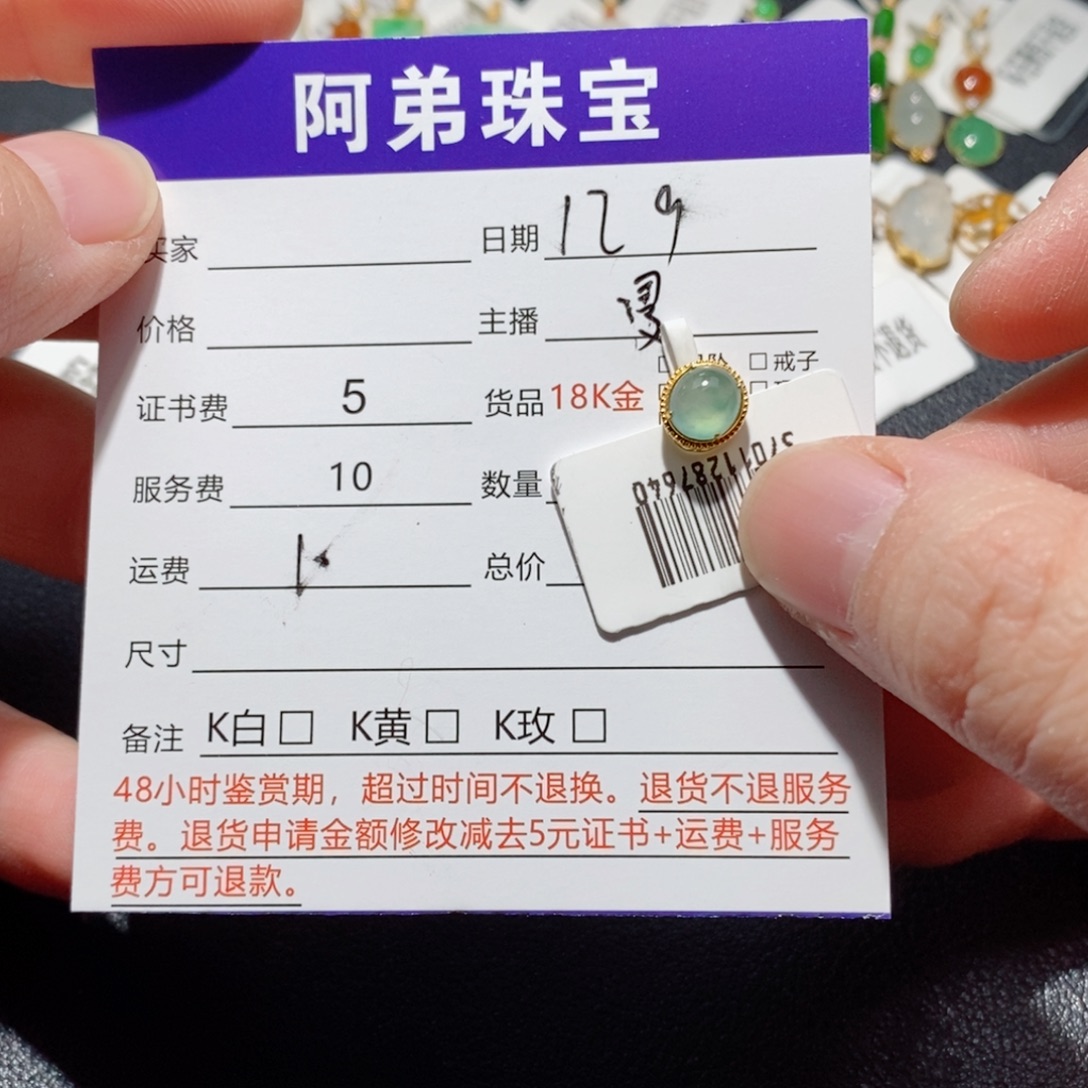 阿弟珠宝
买家 日期 129
价格 主播 曼
证书费 5 货品 18K金 戒子
服务费 10 数量
运费 总价
尺寸
备注 K白□ K黄□ K玫□
48小时鉴赏期，超过时间不退换。退货不退服务
费。退货申请金额修改减去5元证书+运费+服务
费方可退款。